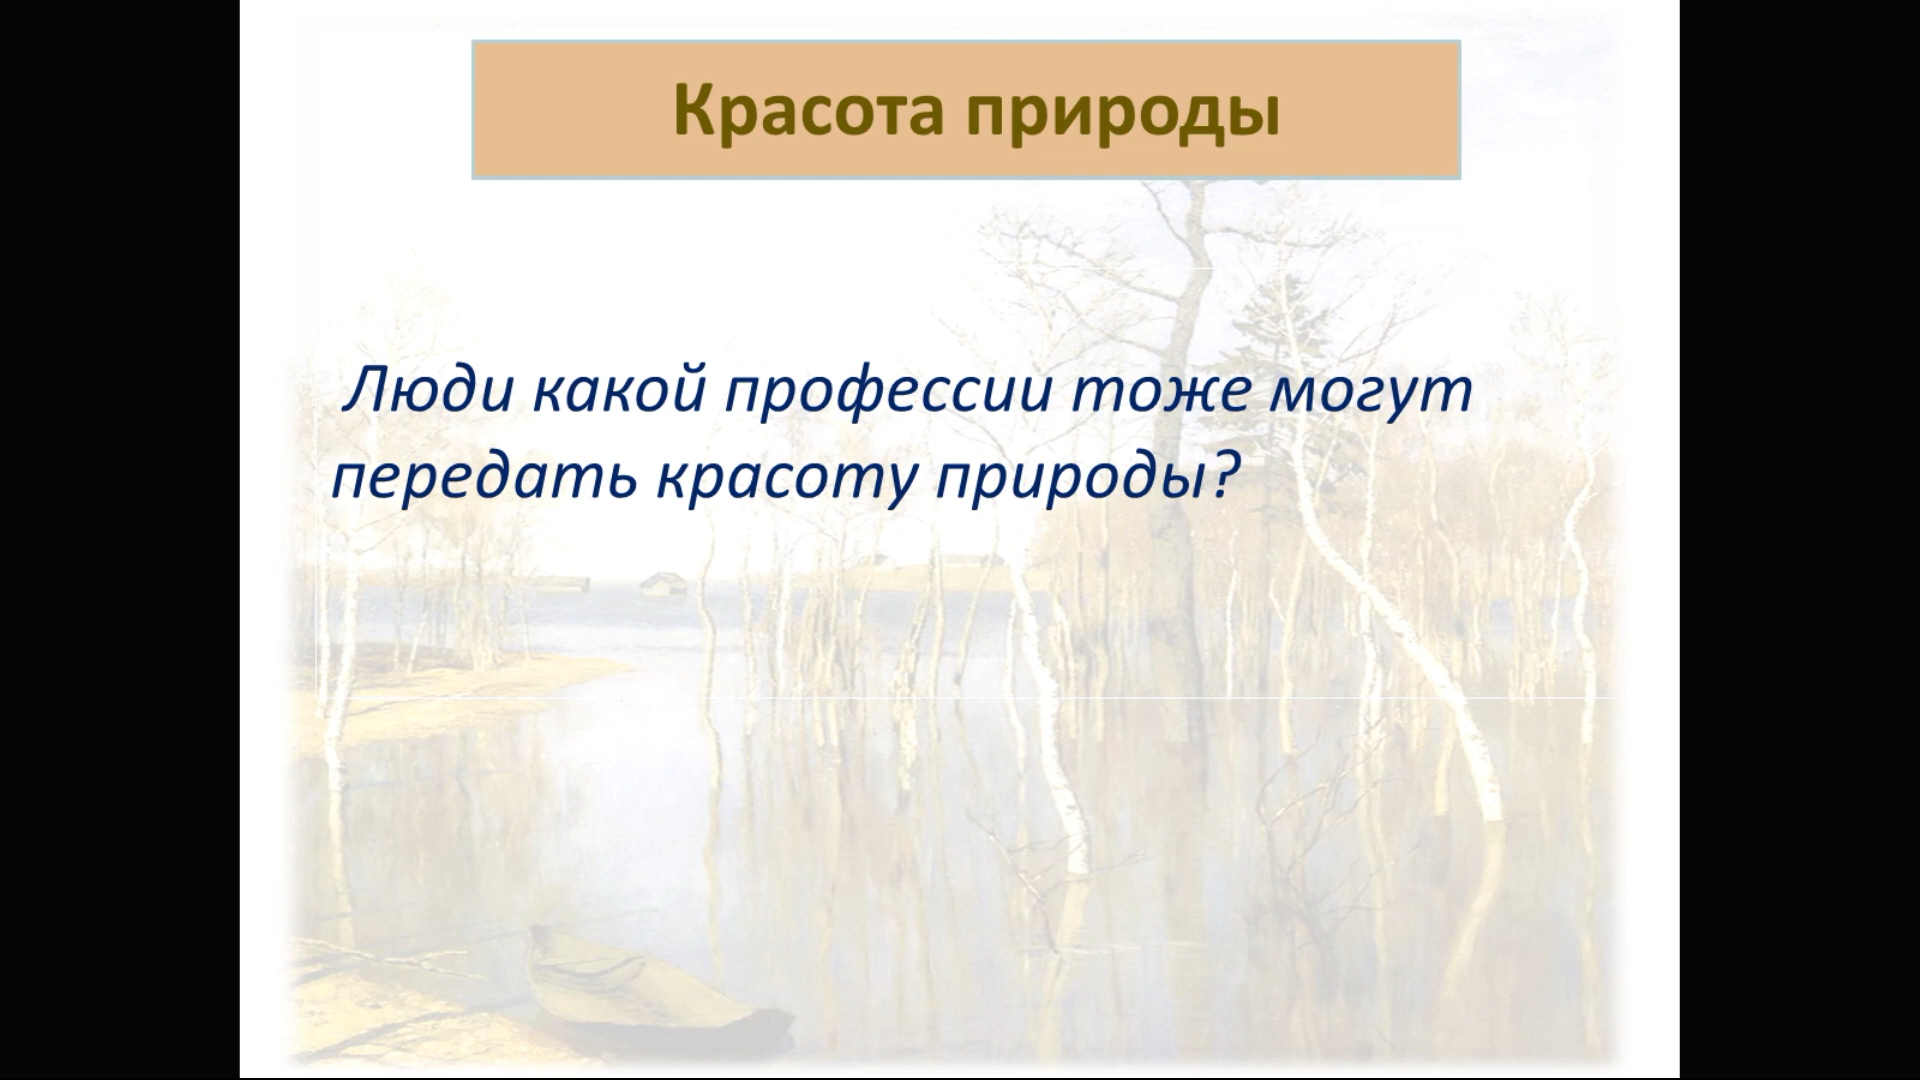 Красота природы
Люди какой профессии тоже могут
передать красоту природы?